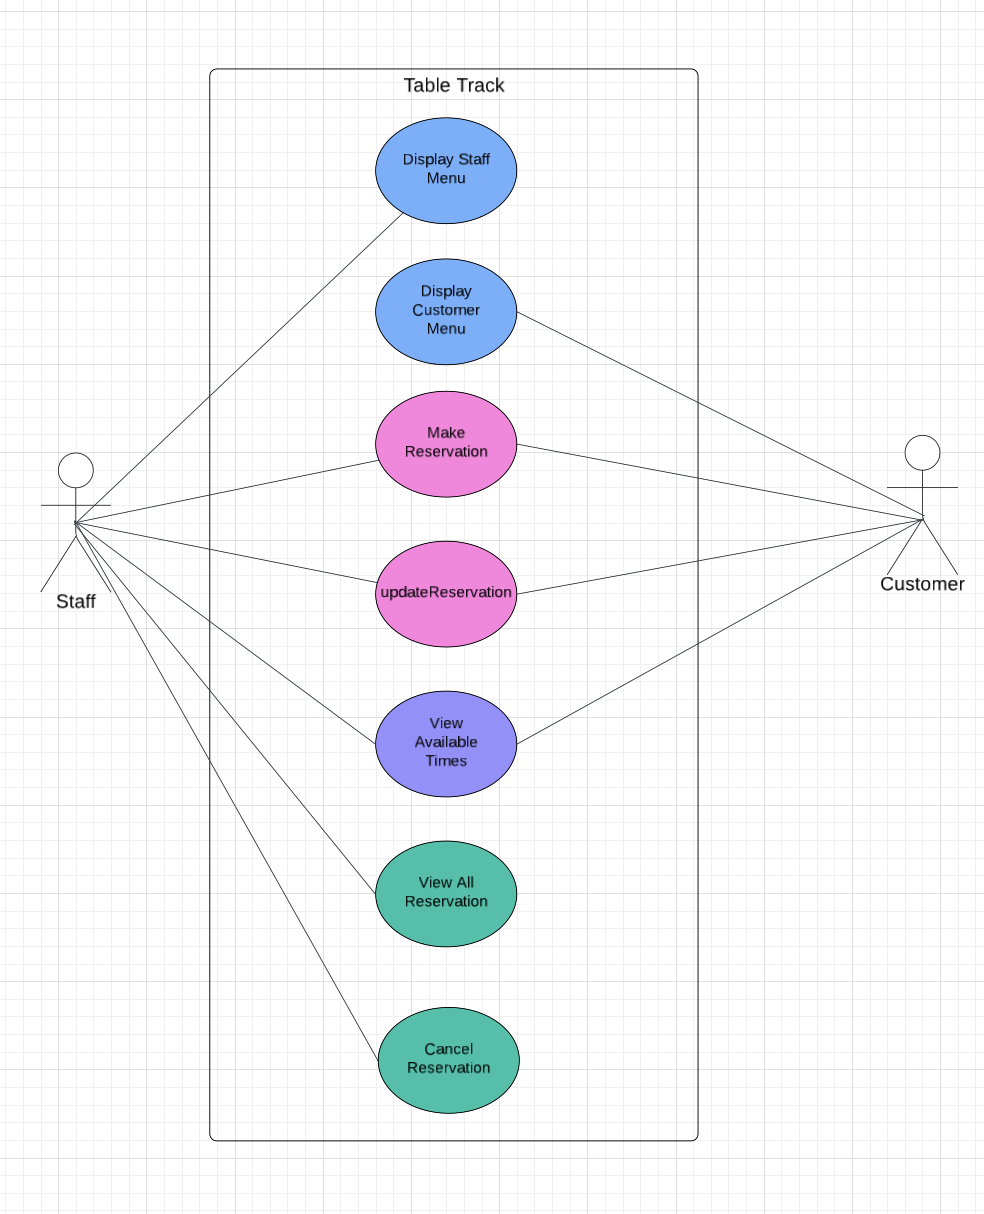 Table Track
Display Staff
Menu
Display
Customer
Menu
Make
Reservation
updateReservation
View
Available
Times
View All
Reservation
Cancel
Reservation
Staff
Customer